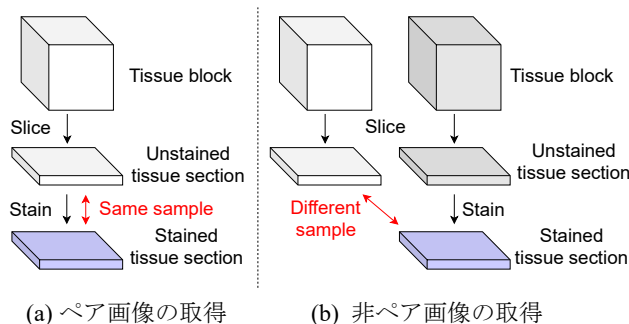 Tissue block
Slice
Unstained
tissue section
Stain
Same sample
Stained
tissue section
(a) ペア画像の取得
Tissue block
Slice
Unstained
tissue section
Different
sample
Stain
Stained
tissue section
(b) 非ペア画像の取得